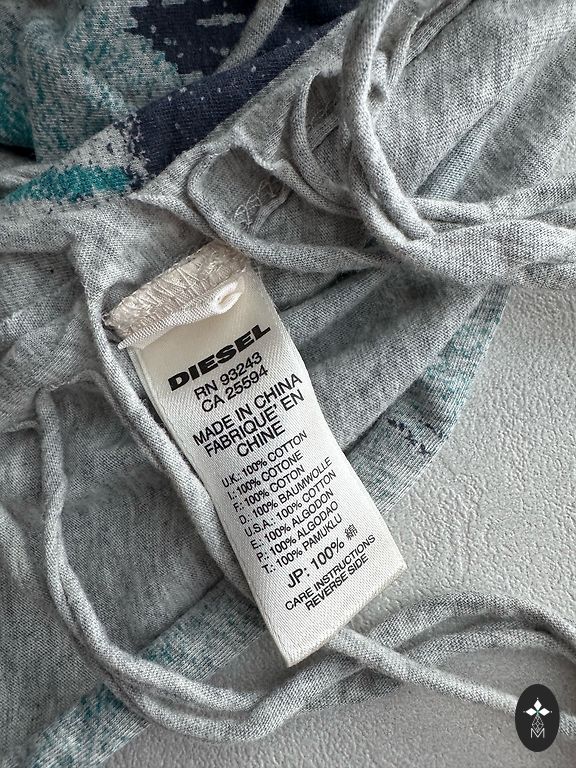 DIESEL
RN 93243
CA 25594
MADE IN CHINA
FABRIQUE' EN
CHINE
U.K.: 100% COTTON
I.: 100% COTONE
F.: 100% COTON
D.: 100% BAUMWOLLE
U.S.A.: 100% COTTON
E.: 100% ALGODON
P.: 100% ALGODAO
T.: 100% PAMUKLU
JP: 100% 綿
CARE INSTRUCTIONS
REVERSE SIDE
M